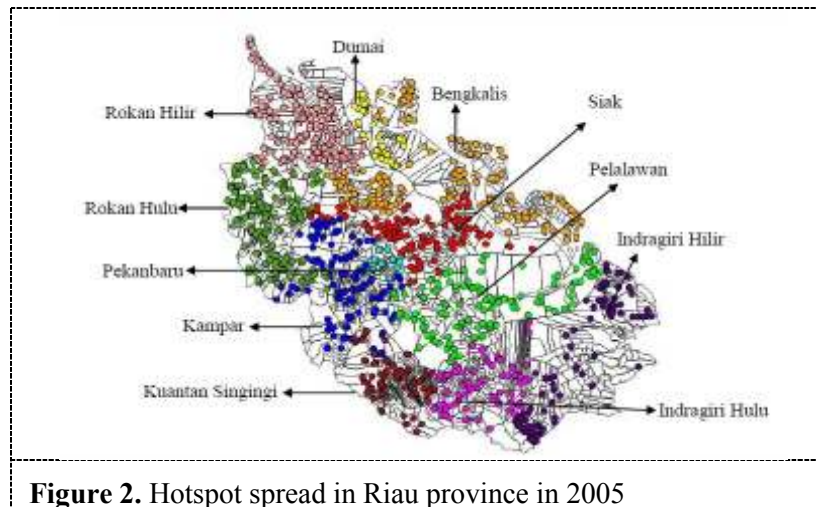 Dumai
Bengkalis
Siak
Rokan Hilir
Pelalawan
Rokan Hulu
Indragiri Hilir
Pekanbaru
Kampar
Kuantan Singingi
Indragiri Hulu
Figure 2. Hotspot spread in Riau province in 2005